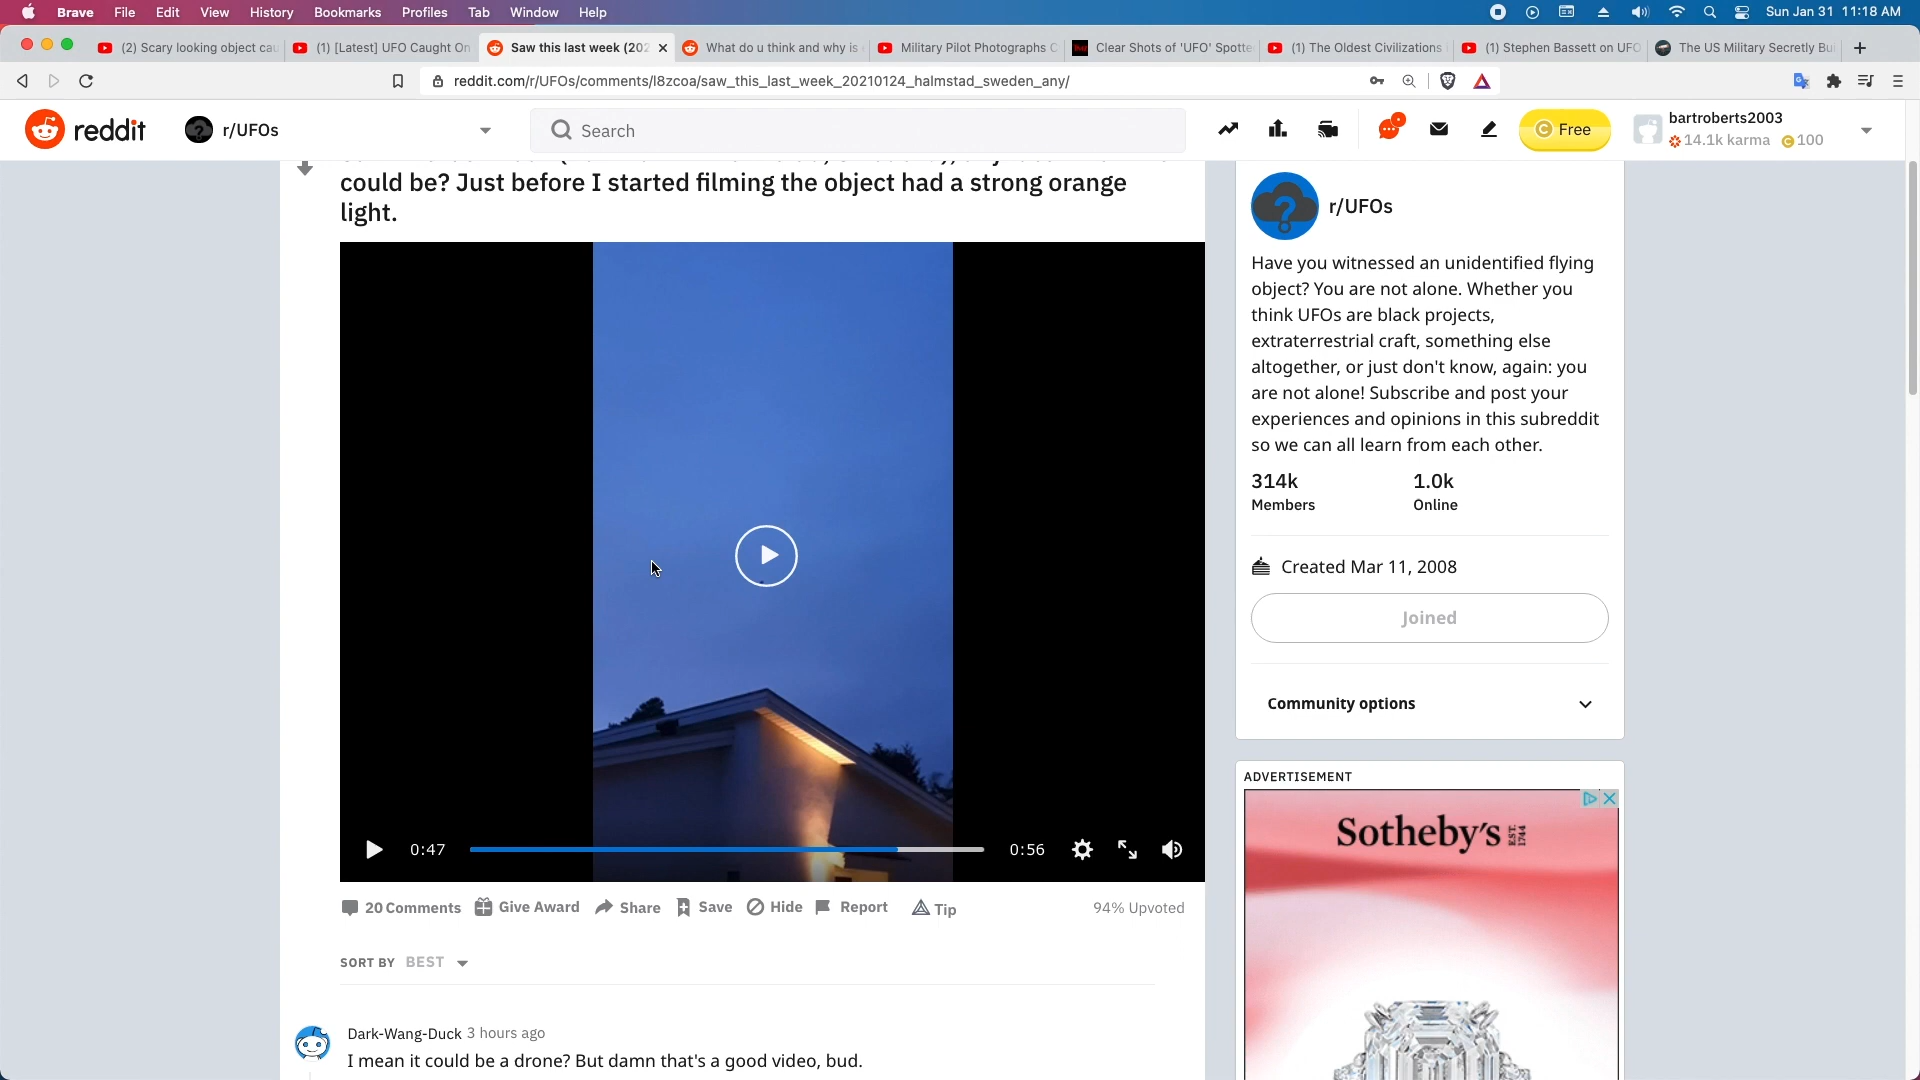 Brave File Edit View History Bookmarks Profiles Tab Window Help Sun Jan 31 11:18 AM
(2) Scary looking object cau (1) [Latest] UFO Caught On Saw this last week (202 What do u think and why is Military Pilot Photographs Clear Shots of 'UFO' Spotte (1) The Oldest Civilizations (1) Stephen Bassett on UFO The US Military Secretly Bui
reddit.com/r/UFOs/comments/l8zcoa/saw_this_last_week_20210124_halmstad_sweden_any/
reddit r/UFOs Search Free bartroberts2003
14.1k karma 100
could be? Just before I started filming the object had a strong orange
light.
0:47 0:56
20 Comments Give Award Share Save Hide Report Tip 94% Upvoted
SORT BY BEST
Dark-Wang-Duck 3 hours ago
I mean it could be a drone? But damn that's a good video, bud.
r/UFOs
Have you witnessed an unidentified flying
object? You are not alone. Whether you
think UFOs are black projects,
extraterrestrial craft, something else
altogether, or just don't know, again: you
are not alone! Subscribe and post your
experiences and opinions in this subreddit
so we can all learn from each other.
314k 1.0k
Members Online
Created Mar 11, 2008
Joined
Community options
ADVERTISEMENT
Sotheby's EST. 1744